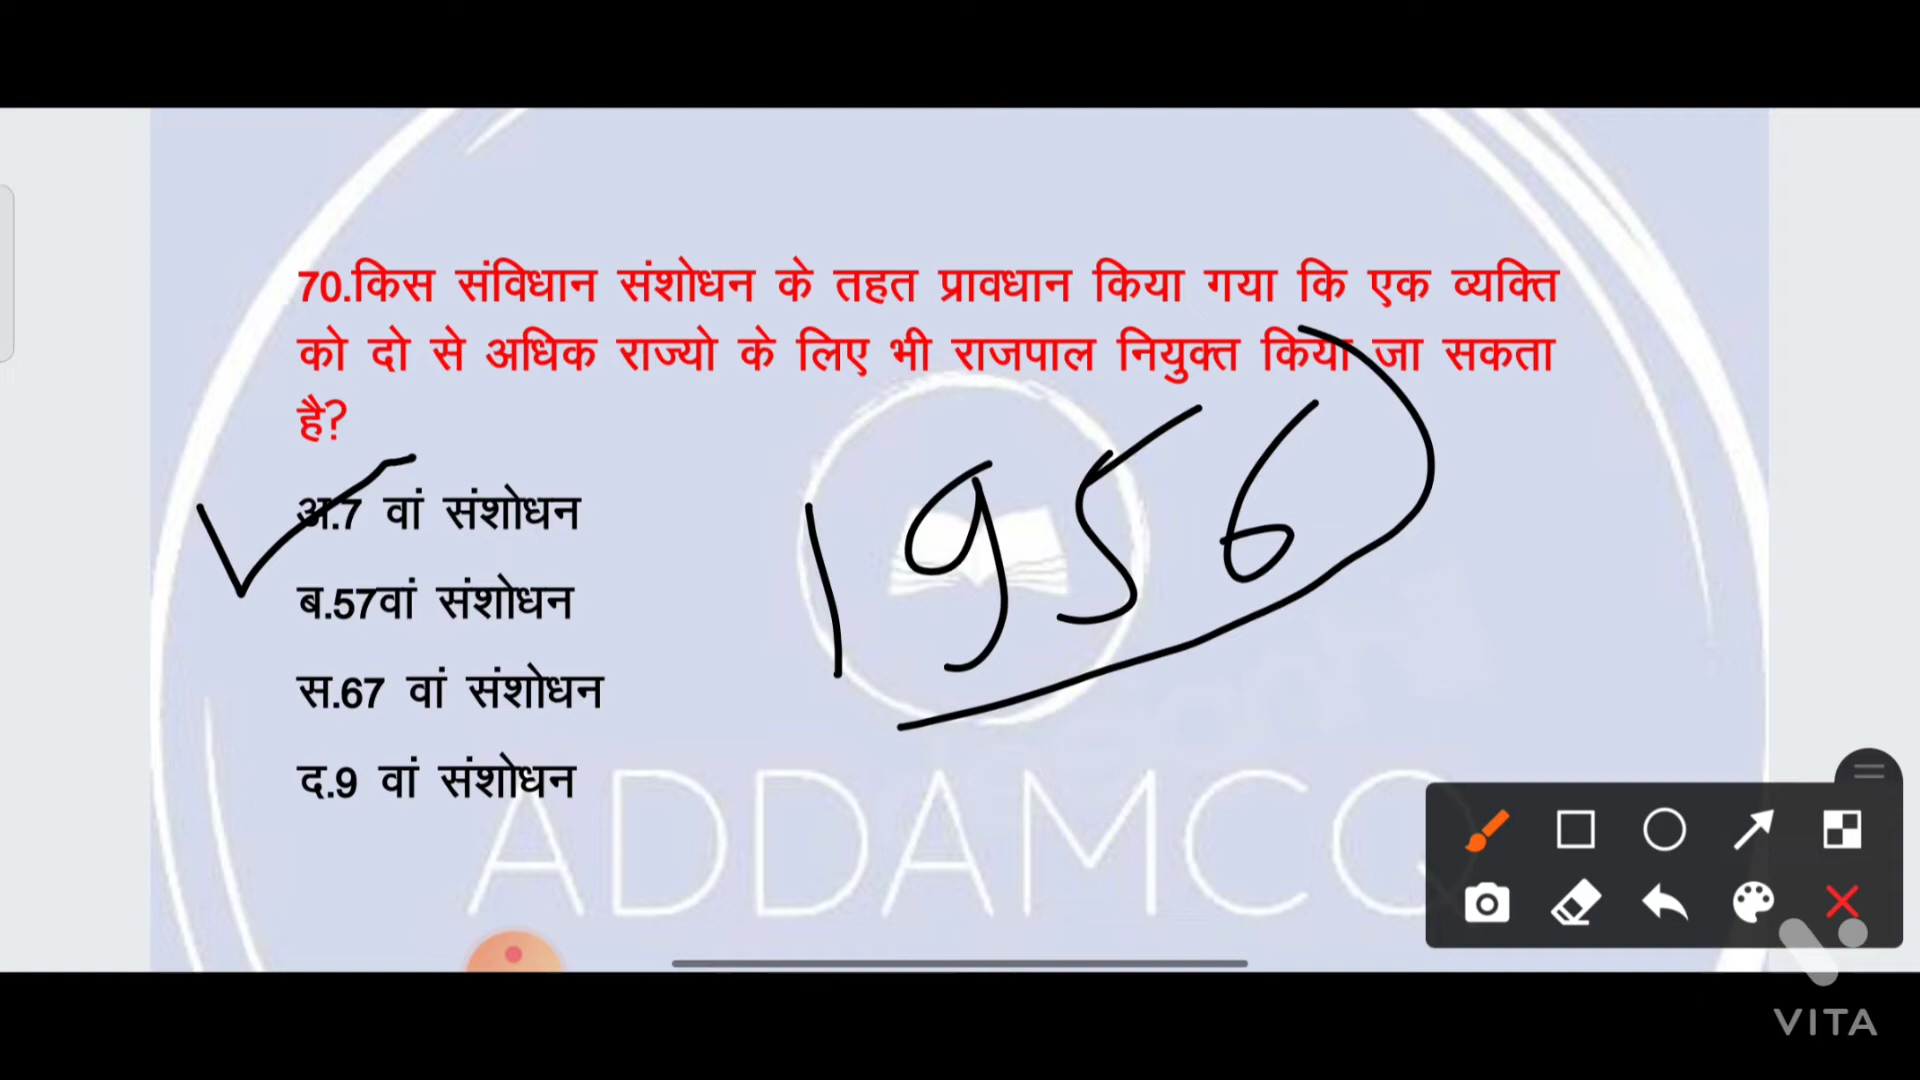 70.किस संविधान संशोधन के तहत प्रावधान किया गया कि एक व्यक्ति
को दो से अधिक राज्यो के लिए भी राजपाल नियुक्त किया जा सकता
है?
अ.7 वां संशोधन
1956
ब.57वां संशोधन
स.67 वां संशोधन
द.9 वां संशोधन
ADDAMCQ
VITA